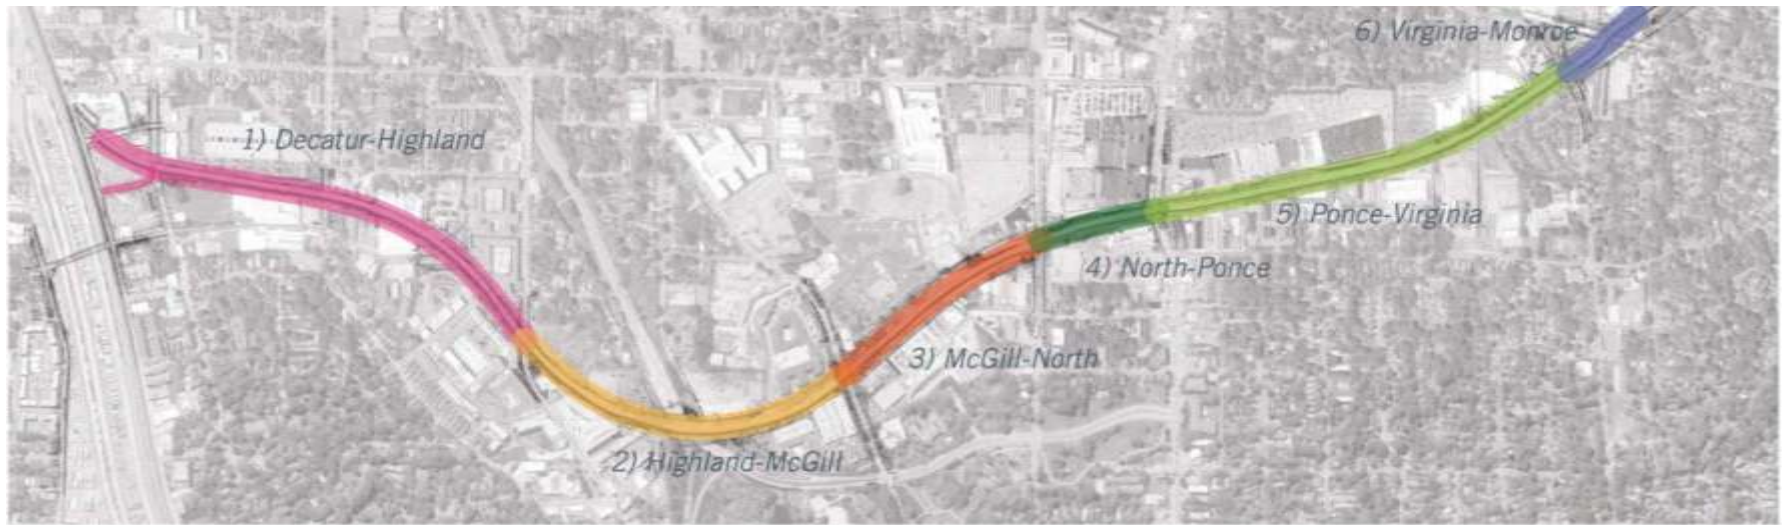 1) Decatur-Highland
2) Highland-McGill
3) McGill-North
4) North-Ponce
5) Ponce-Virginia
6) Virginia-Monroe